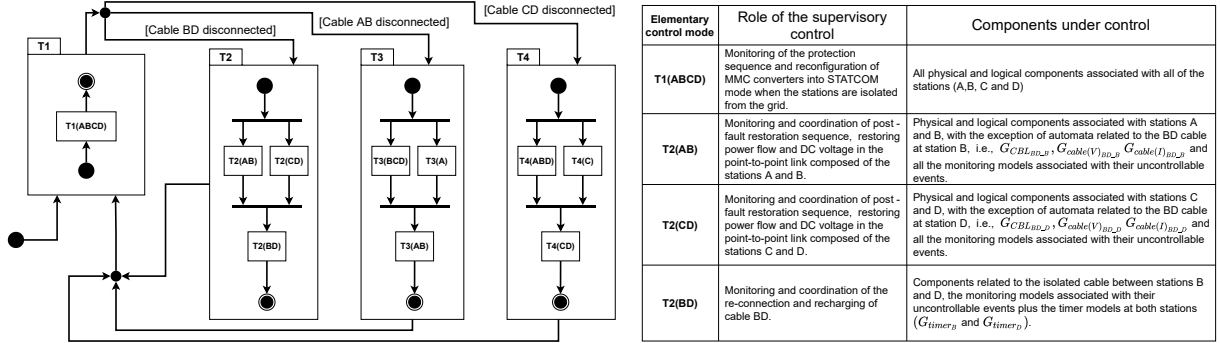 [Cable BD disconnected]
[Cable AB disconnected]
[Cable CD disconnected]
T1
T2
T3
T4
T1(ABCD)
T2(AB)
T2(CD)
T2(BD)
T3(BCD)
T3(A)
T3(AB)
T4(ABD)
T4(C)
T4(CD)
Elementary
control mode
Role of the supervisory
control
Components under control
T1(ABCD)
Monitoring of the protection
sequence and reconfiguration of
MMC converters into STATCOM
mode when the stations are isolated
from the grid.
All physical and logical components associated with all of the
stations (A,B, C and D)
T2(AB)
Monitoring and coordination of post -
fault restoration sequence, restoring
power flow and DC voltage in the
point-to-point link composed of the
stations A and B.
Physical and logical components associated with stations A
and B, with the exception of automata related to the BD cable
at station B, i.e., G_{CBL_{BD\_B}}, G_{cable(V)_{BD\_B}} G_{cable(I)_{BD\_B}} and
all the monitoring models associated with their uncontrollable
events.
T2(CD)
Monitoring and coordination of post -
fault restoration sequence, restoring
power flow and DC voltage in the
point-to-point link composed of the
stations C and D.
Physical and logical components associated with stations C
and D, with the exception of automata related to the BD cable
at station D, i.e., G_{CBL_{BD\_D}}, G_{cable(V)_{BD\_D}} G_{cable(I)_{BD\_D}} and
all the monitoring models associated with their uncontrollable
events.
T2(BD)
Monitoring and coordination of the
re-connection and recharging of
cable BD.
Components related to the isolated cable between stations B
and D, the monitoring models associated with their
uncontrollable events plus the timer models at both stations
(G_{timer_B} and G_{timer_D}).